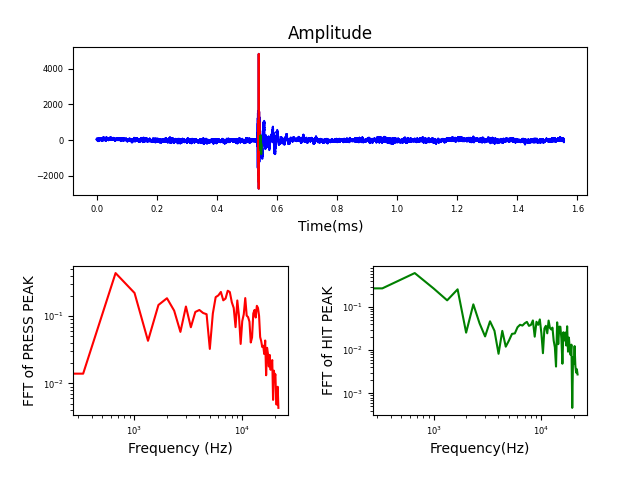 Amplitude
4000
2000
0
−2000
0.0 0.2 0.4 0.6 0.8 1.0 1.2 1.4 1.6
Time(ms)
FFT of PRESS PEAK
10⁻¹
10⁻²
10³ 10⁴
Frequency (Hz)
FFT of HIT PEAK
10⁻¹
10⁻²
10⁻³
10³ 10⁴
Frequency(Hz)